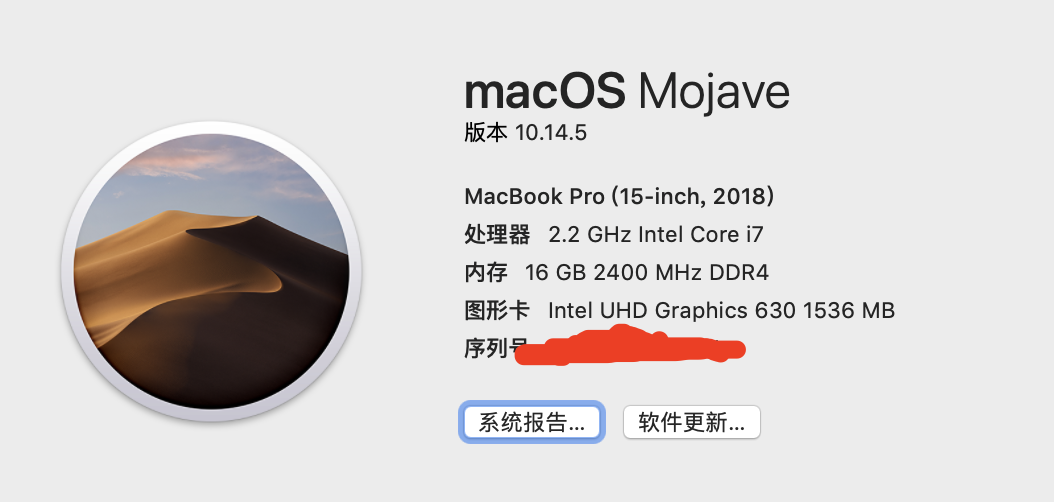 macOS Mojave
版本 10.14.5
MacBook Pro (15-inch, 2018)
处理器 2.2 GHz Intel Core i7
内存 16 GB 2400 MHz DDR4
图形卡 Intel UHD Graphics 630 1536 MB
序列号
系统报告...
软件更新...